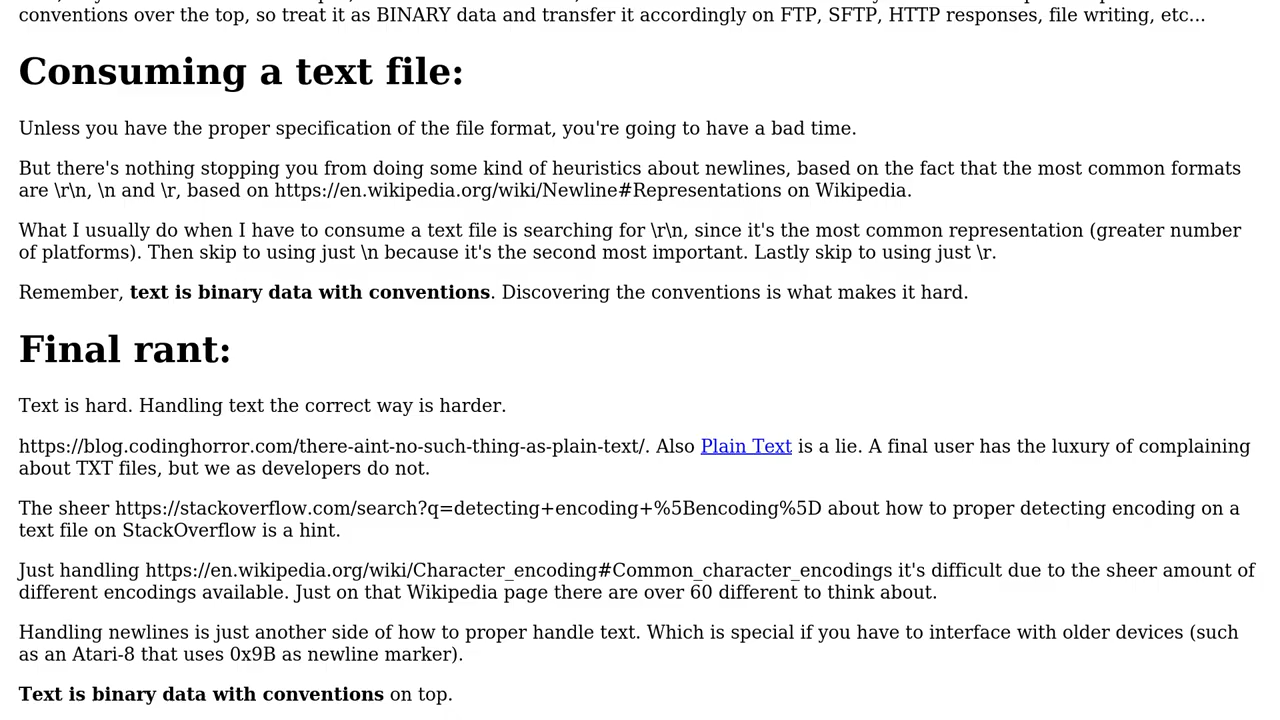 conventions over the top, so treat it as BINARY data and transfer it accordingly on FTP, SFTP, HTTP responses, file writing, etc...
Consuming a text file:
Unless you have the proper specification of the file format, you're going to have a bad time.
But there's nothing stopping you from doing some kind of heuristics about newlines, based on the fact that the most common formats
are \r\n, \n and \r, based on https://en.wikipedia.org/wiki/Newline#Representations on Wikipedia.
What I usually do when I have to consume a text file is searching for \r\n, since it's the most common representation (greater number
of platforms). Then skip to using just \n because it's the second most important. Lastly skip to using just \r.
Remember, text is binary data with conventions. Discovering the conventions is what makes it hard.
Final rant:
Text is hard. Handling text the correct way is harder.
https://blog.codinghorror.com/there-aint-no-such-thing-as-plain-text/. Also Plain Text is a lie. A final user has the luxury of complaining
about TXT files, but we as developers do not.
The sheer https://stackoverflow.com/search?q=detecting+encoding+%5Bencoding%5D about how to proper detecting encoding on a
text file on StackOverflow is a hint.
Just handling https://en.wikipedia.org/wiki/Character_encoding#Common_character_encodings it's difficult due to the sheer amount of
different encodings available. Just on that Wikipedia page there are over 60 different to think about.
Handling newlines is just another side of how to proper handle text. Which is special if you have to interface with older devices (such
as an Atari-8 that uses 0x9B as newline marker).
Text is binary data with conventions on top.